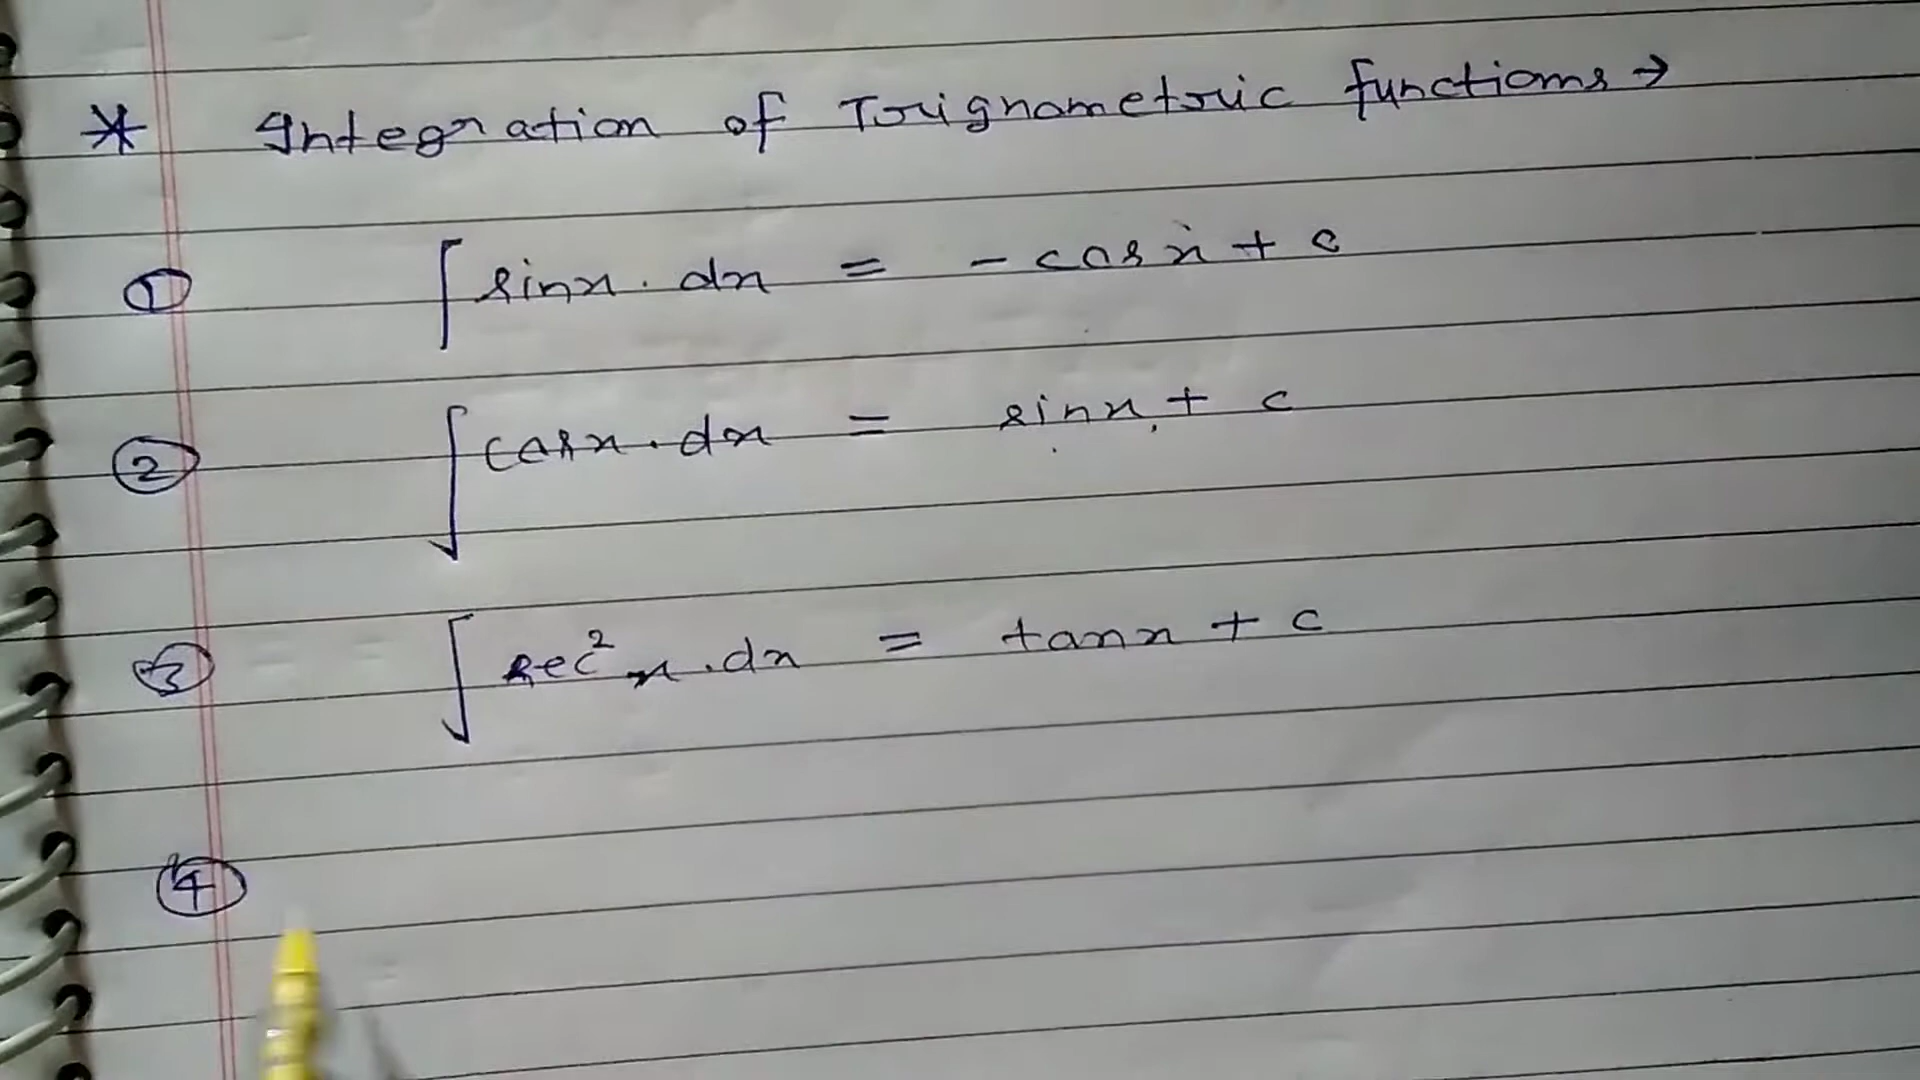 * Integration of Trignometric functions →
① ∫ sinx . dx = - cosx + c
② ∫ cosx . dx = sinx + c
③ ∫ sec²x . dx = tanx + c
④